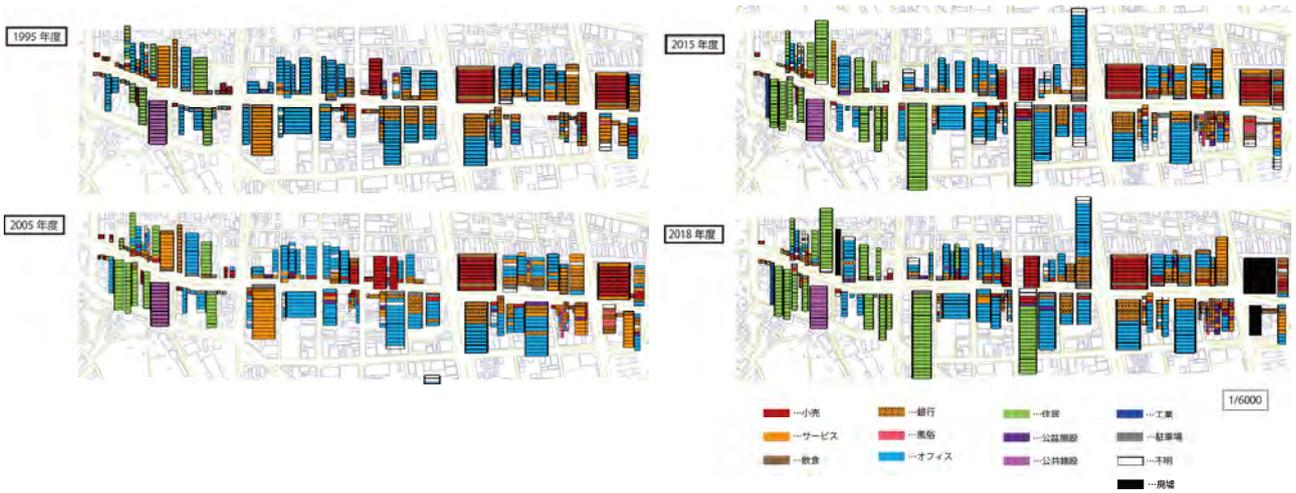 1995 年度
2015 年度
2005 年度
2018 年度
1/6000
…小売
…銀行
…住居
…工業
…サービス
…風俗
…公益施設
…駐車場
…飲食
…オフィス
…公共施設
…不明
…廃墟